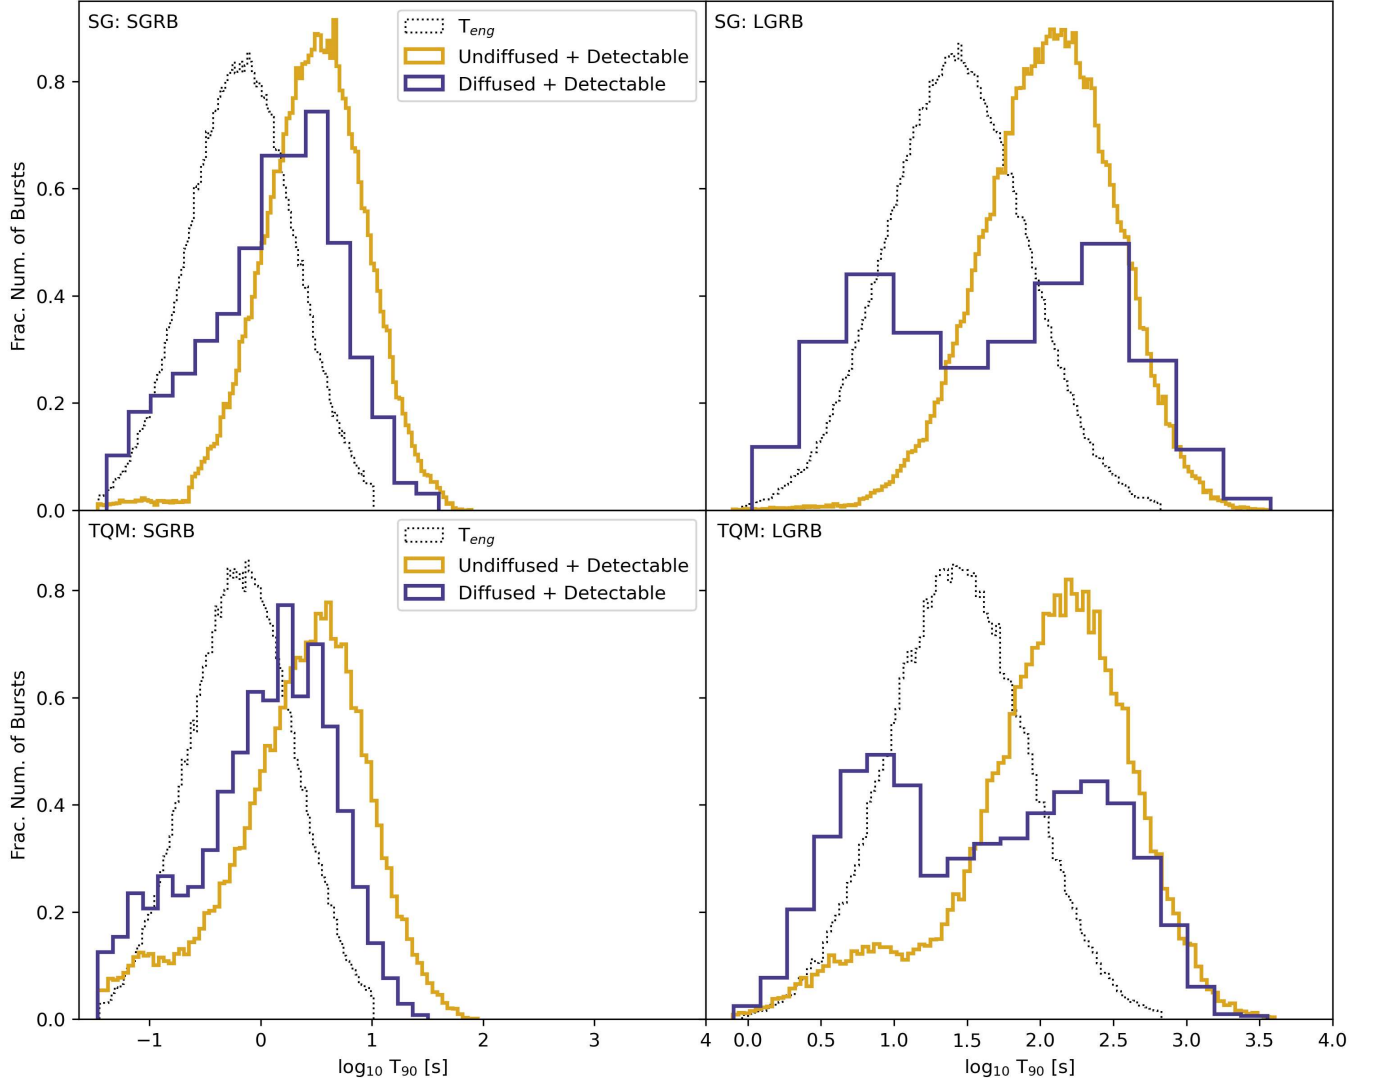 SG: SGRB
T_eng
Undiffused + Detectable
Diffused + Detectable
SG: LGRB
Frac. Num. of Bursts
0.8
0.6
0.4
0.2
0.0
TQM: SGRB
T_eng
Undiffused + Detectable
Diffused + Detectable
TQM: LGRB
Frac. Num. of Bursts
0.8
0.6
0.4
0.2
0.0
−1 0 1 2 3 4
0.0 0.5 1.0 1.5 2.0 2.5 3.0 3.5 4.0
log₁₀ T₉₀ [s]
log₁₀ T₉₀ [s]